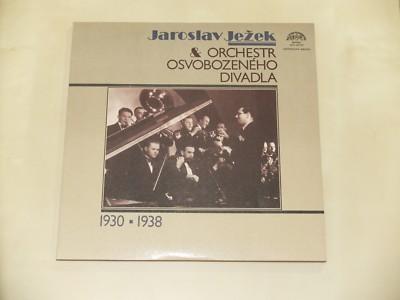 Jaroslav Ježek
& ORCHESTR
OSVOBOZENÉHO
DIVADLA
1930 ▪ 1938